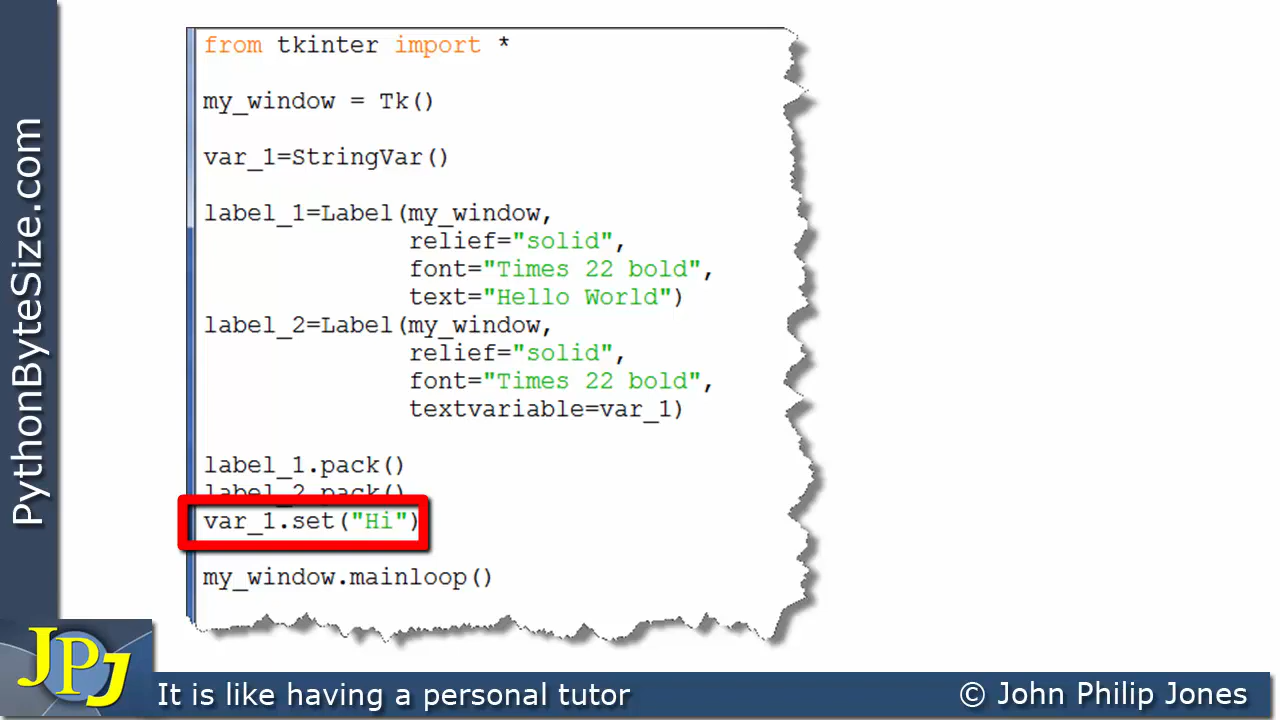 PythonByteSize.com
from tkinter import *
my_window = Tk()
var_1=StringVar()
label_1=Label(my_window,
relief="solid",
font="Times 22 bold",
text="Hello World")
label_2=Label(my_window,
relief="solid",
font="Times 22 bold",
textvariable=var_1)
label_1.pack()
label_2.pack()
var_1.set("Hi")
my_window.mainloop()
JPJ
It is like having a personal tutor
© John Philip Jones